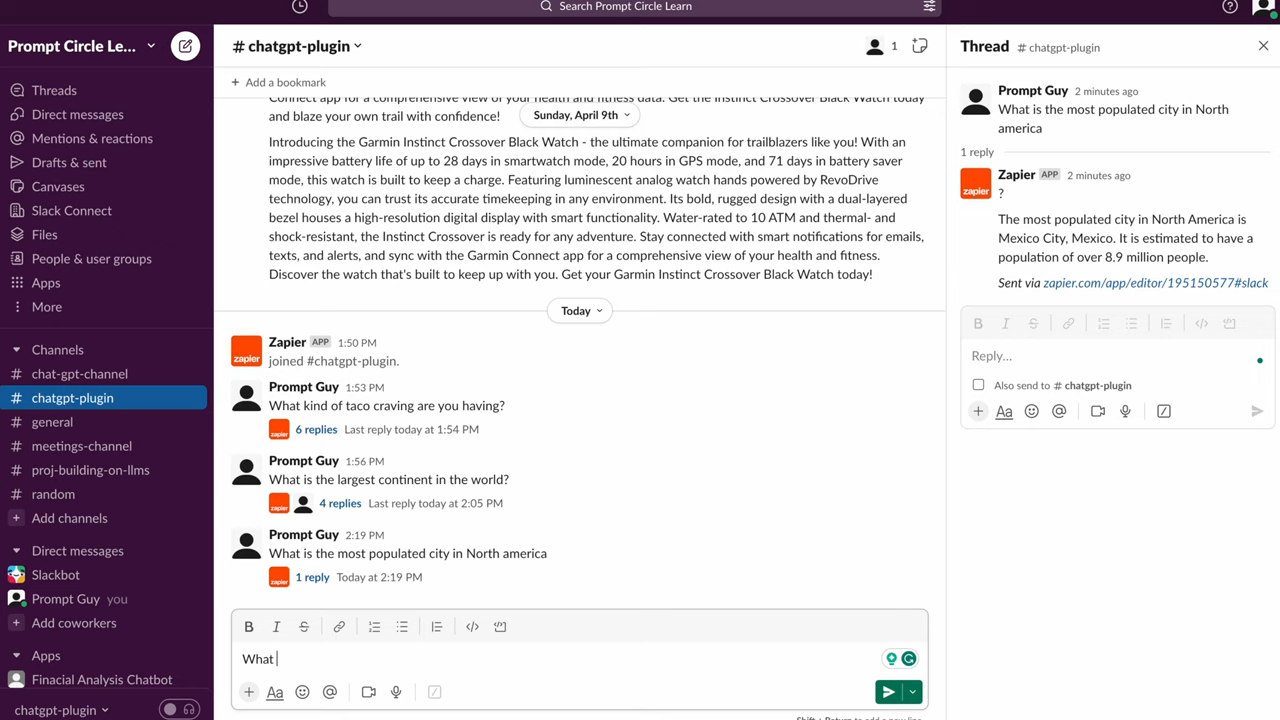 Search Prompt Circle Learn
Prompt Circle Le...
Threads
Direct messages
Mentions & reactions
Drafts & sent
Canvases
Slack Connect
Files
People & user groups
Apps
More
Channels
# chat-gpt-channel
# chatgpt-plugin
# general
# meetings-channel
# proj-building-on-llms
# random
+ Add channels
Direct messages
Slackbot
Prompt Guy you
+ Add coworkers
Apps
Finacial Analysis Chatbot
chatgpt-plugin
# chatgpt-plugin
1
+ Add a bookmark
Connect app for a comprehensive view of your health and fitness data. Get the Instinct Crossover Black Watch today
and blaze your own trail with confidence!
Sunday, April 9th
Introducing the Garmin Instinct Crossover Black Watch - the ultimate companion for trailblazers like you! With an
impressive battery life of up to 28 days in smartwatch mode, 20 hours in GPS mode, and 71 days in battery saver
mode, this watch is built to keep a charge. Featuring luminescent analog watch hands powered by RevoDrive
technology, you can trust its accurate timekeeping in any environment. Its bold, rugged design with a dual-layered
bezel houses a high-resolution digital display with smart functionality. Water-rated to 10 ATM and thermal- and
shock-resistant, the Instinct Crossover is ready for any adventure. Stay connected with smart notifications for emails,
texts, and alerts, and sync with the Garmin Connect app for a comprehensive view of your health and fitness.
Discover the watch that's built to keep up with you. Get your Garmin Instinct Crossover Black Watch today!
Today
zapier
Zapier APP 1:50 PM
joined #chatgpt-plugin.
Prompt Guy 1:53 PM
What kind of taco craving are you having?
zapier 6 replies Last reply today at 1:54 PM
Prompt Guy 1:56 PM
What is the largest continent in the world?
zapier 4 replies Last reply today at 2:05 PM
Prompt Guy 2:19 PM
What is the most populated city in North america
zapier 1 reply Today at 2:19 PM
B I S
What
+ Aa @
Shift + Return to add a new line
Thread # chatgpt-plugin
Prompt Guy 2 minutes ago
What is the most populated city in North
america
1 reply
zapier
Zapier APP 2 minutes ago
?
The most populated city in North America is
Mexico City, Mexico. It is estimated to have a
population of over 8.9 million people.
Sent via zapier.com/app/editor/195150577#slack
B I S
Reply...
Also send to # chatgpt-plugin
+ Aa @